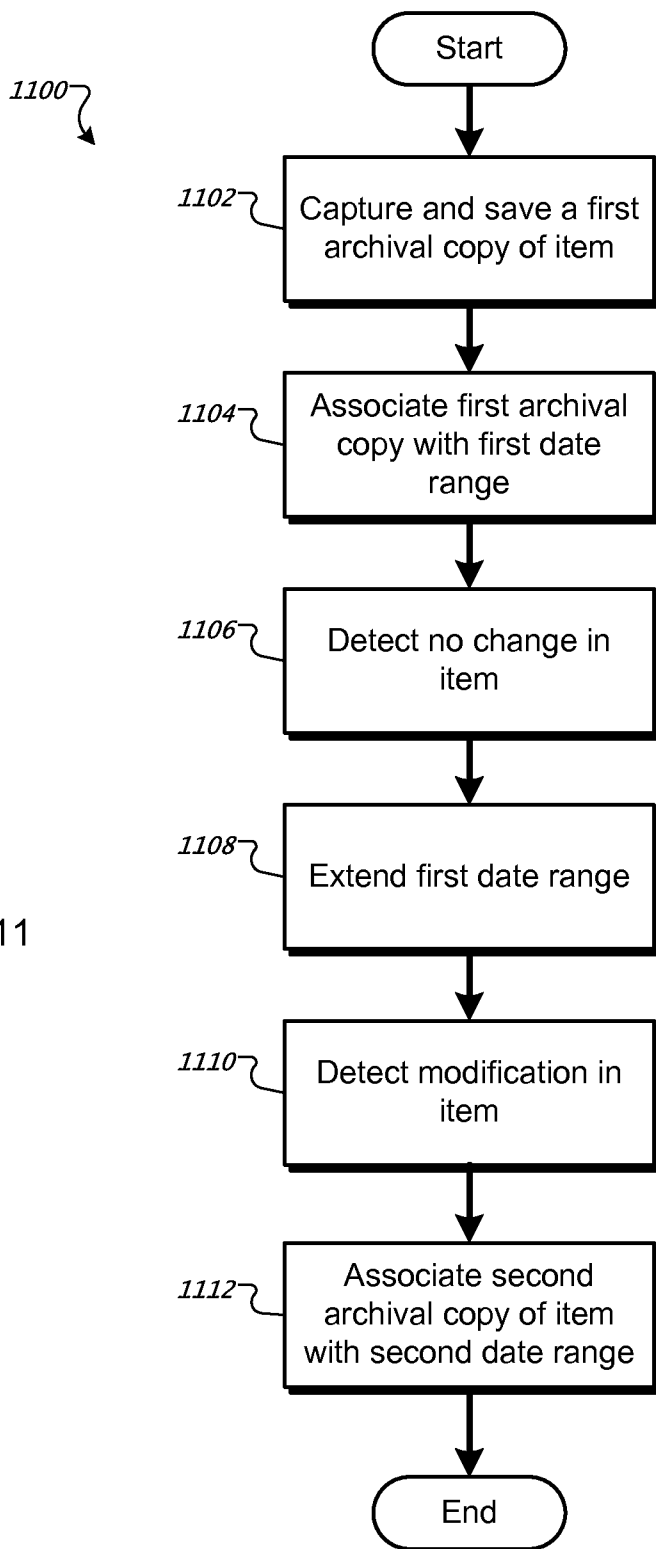 Start
1100
1102
Capture and save a first
archival copy of item
1104
Associate first archival
copy with first date
range
1106
Detect no change in
item
1108
Extend first date range
11
1110
Detect modification in
item
1112
Associate second
archival copy of item
with second date range
End